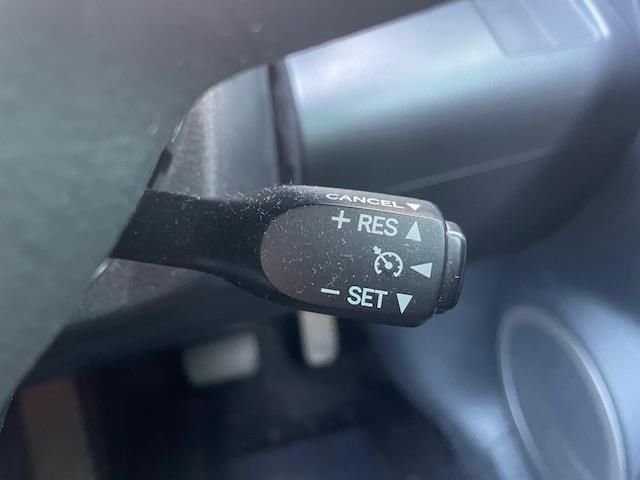 CANCEL ▼
+ RES ▲
◄
− SET ▼